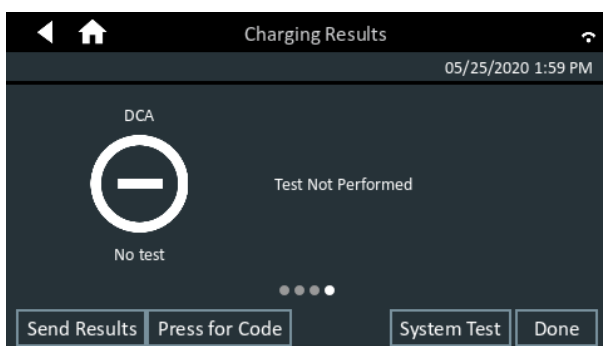 Charging Results
05/25/2020 1:59 PM
DCA
Test Not Performed
No test
Send Results Press for Code System Test Done